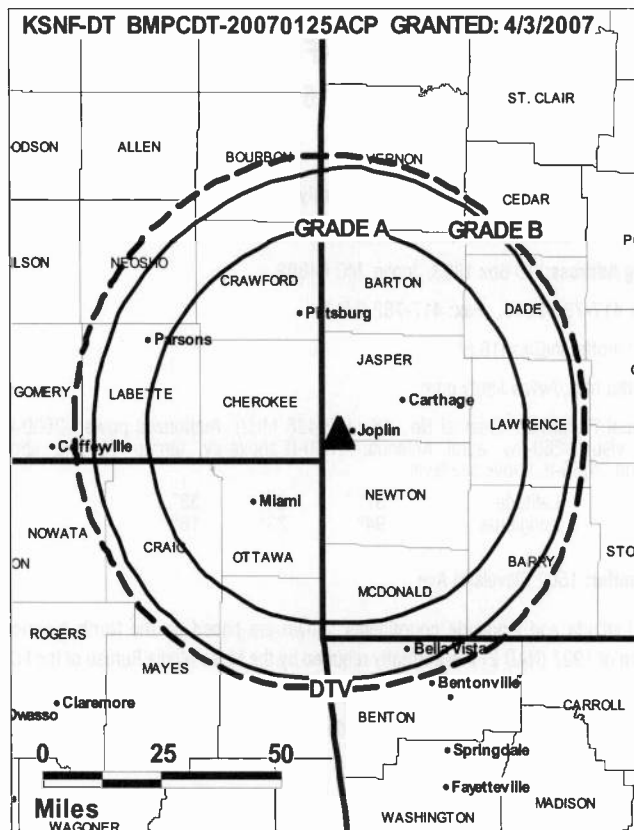 KSNF-DT BMPCDT-20070125ACP GRANTED: 4/3/2007
ST. CLAIR
ALLEN
BOURBON
VERNON
CEDAR
GRADE A
GRADE B
NEOSHO
CRAWFORD
BARTON
DADE
Pittsburg
Parsons
JASPER
LABETTE
CHEROKEE
Carthage
LAWRENCE
Joplin
Coffeyville
Miami
NEWTON
NOWATA
CRAIG
OTTAWA
BARRY
MCDONALD
ROGERS
MAYES
Bella Vista
DTV
Bentonville
Claremore
BENTON
CARROLL
0 25 50
Springdale
Fayetteville
Miles
MADISON
WAGONER
WASHINGTON